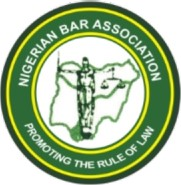 NIGERIAN BAR ASSOCIATION
PROMOTING THE RULE OF LAW